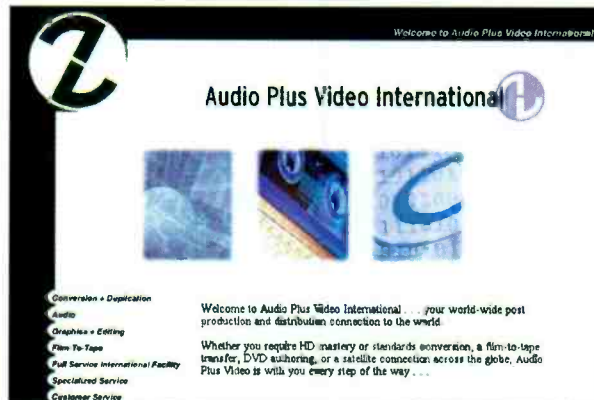 Welcome to Audio Plus Video International
Audio Plus Video International
Conversion + Duplication
Audio
Graphics + Editing
Film To Tape
Full Service International Facility
Specialized Service
Customer Service
Welcome to Audio Plus Video International . . . your world-wide post
production and distribution connection to the world.
Whether you require HD mastery or standards conversion, a film-to-tape
transfer, DVD authoring, or a satellite connection across the globe, Audio
Plus Video is with you every step of the way . . .